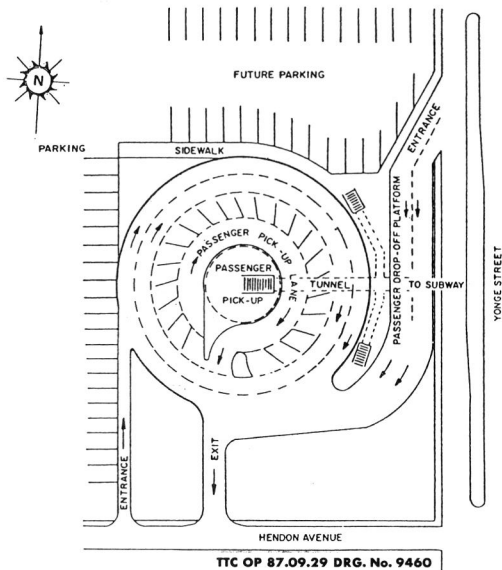 N
FUTURE PARKING
PARKING
SIDEWALK
ENTRANCE
PASSENGER PICK-UP
LANE
PASSENGER
PICK-UP
TUNNEL
TO SUBWAY
PASSENGER DROP-OFF PLATFORM
YONGE STREET
ENTRANCE
EXIT
HENDON AVENUE
TTC OP 87.09.29 DRG. No. 9460